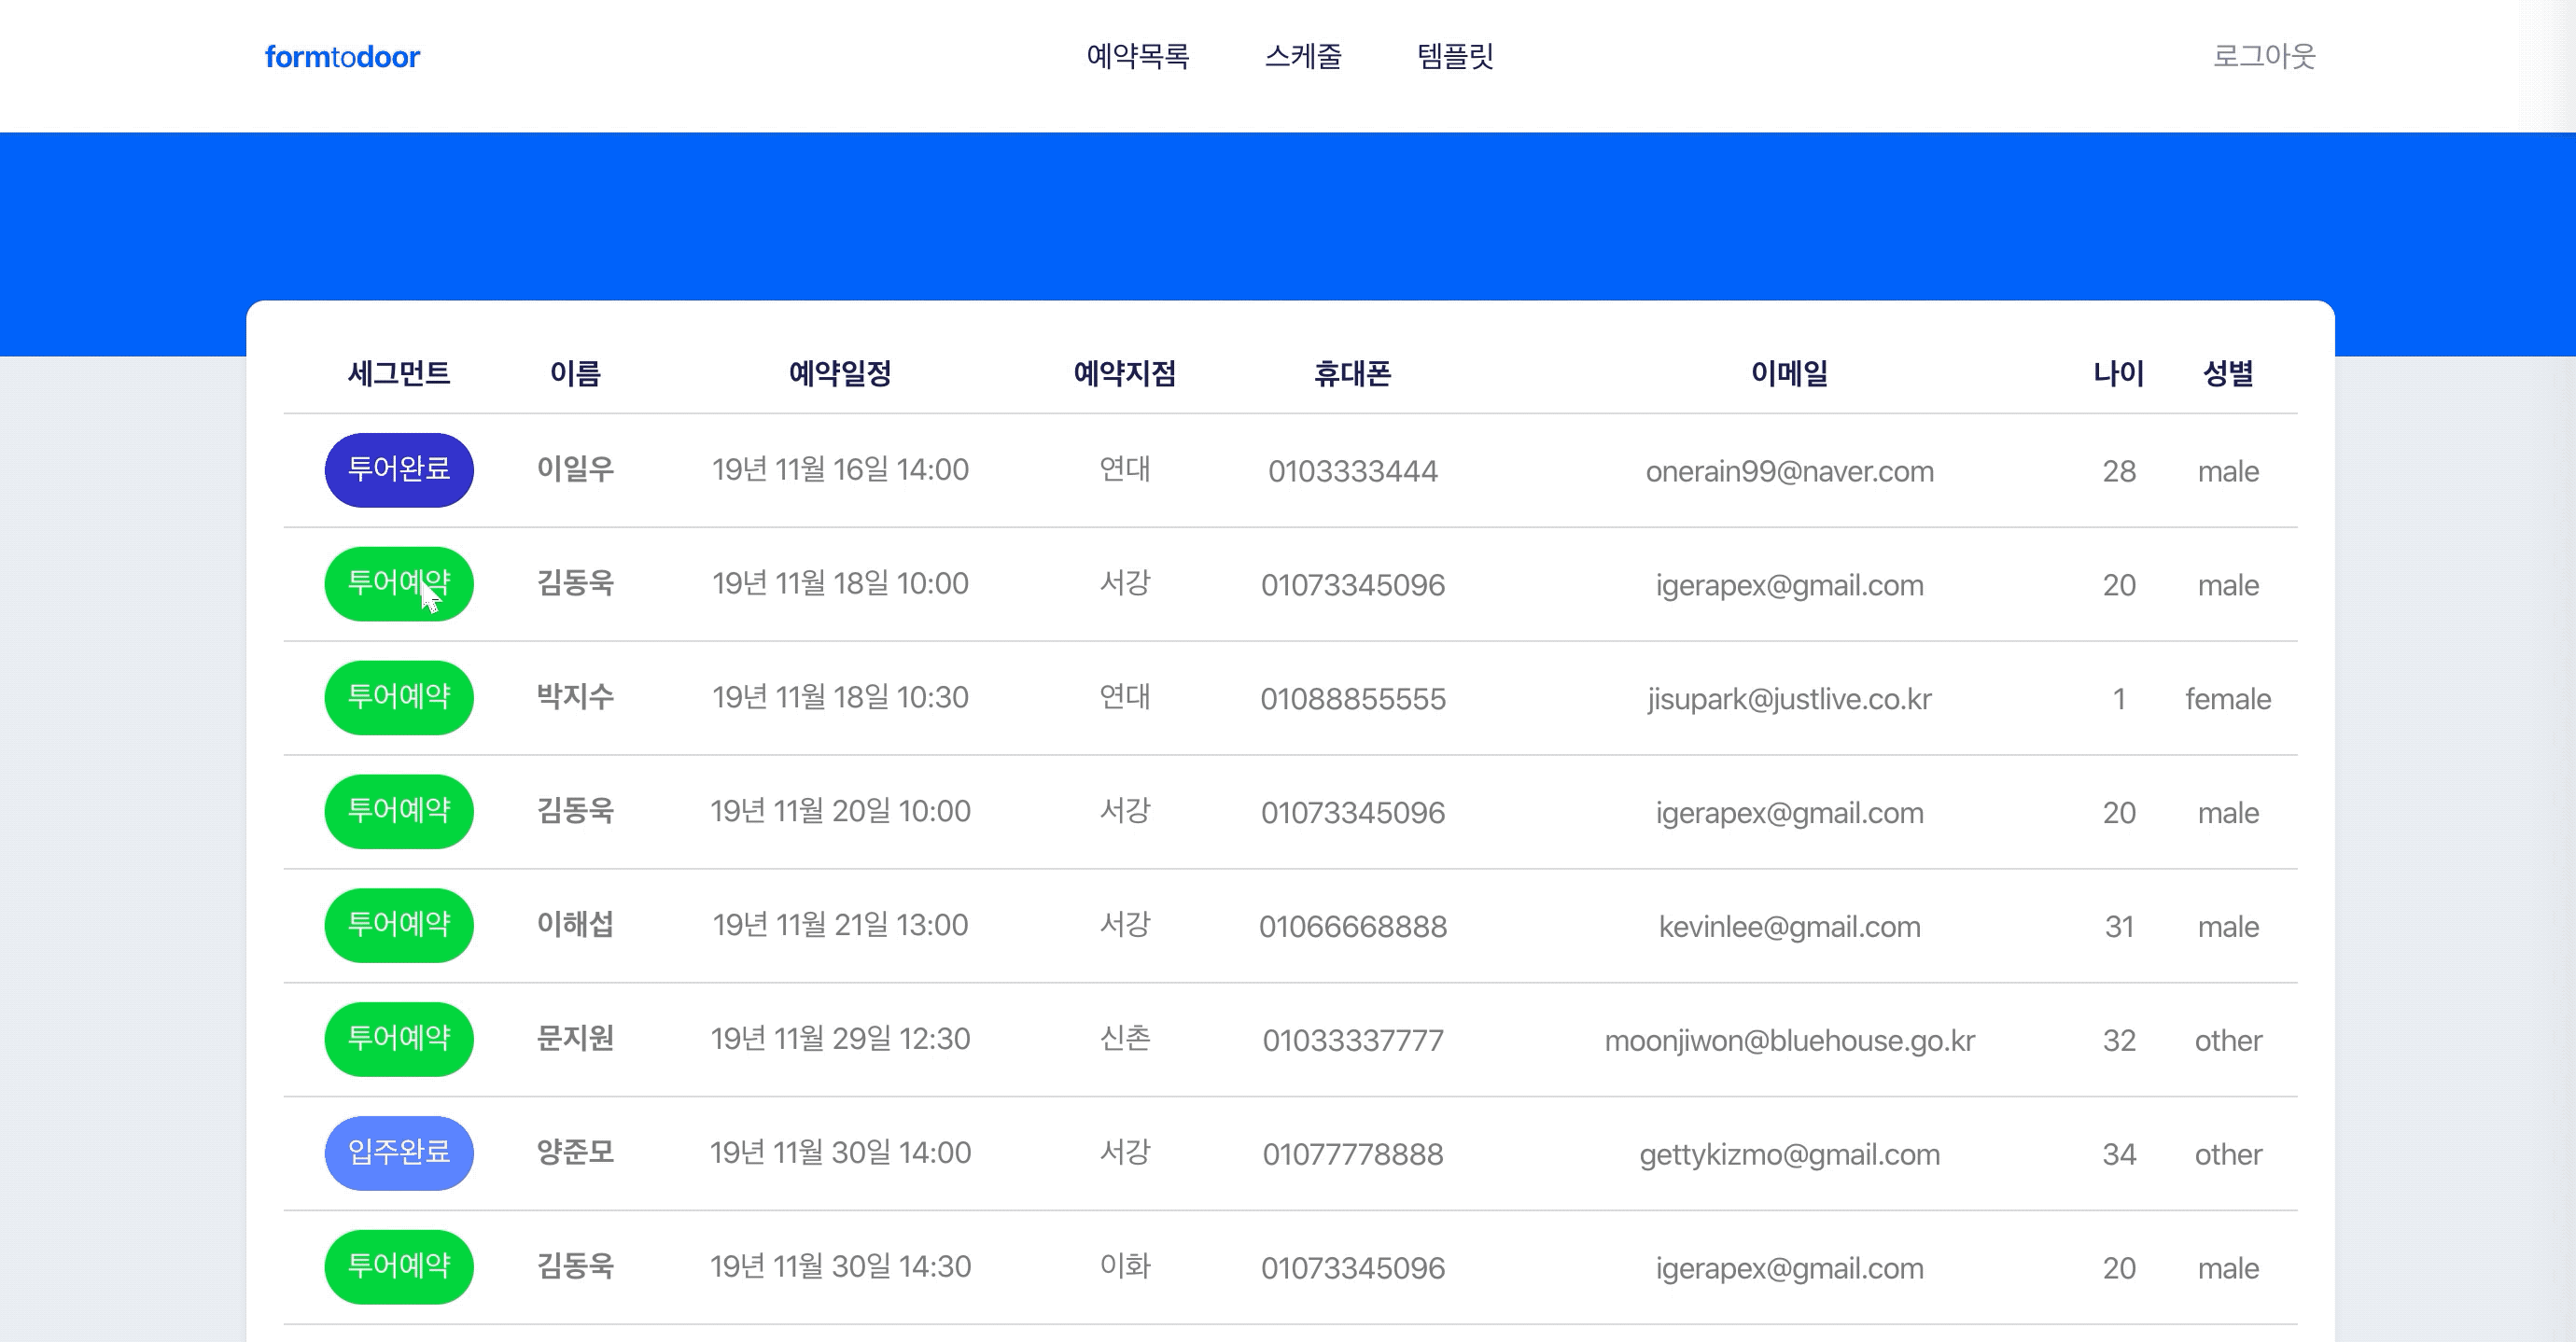 formtodoor 예약목록 스케줄 템플릿 로그아웃
세그먼트 이름 예약일정 예약지점 휴대폰 이메일 나이 성별
투어완료 이일우 19년 11월 16일 14:00 연대 0103333444 onerain99@naver.com 28 male
투어예약 김동욱 19년 11월 18일 10:00 서강 01073345096 igerapex@gmail.com 20 male
투어예약 박지수 19년 11월 18일 10:30 연대 01088855555 jisupark@justlive.co.kr 1 female
투어예약 김동욱 19년 11월 20일 10:00 서강 01073345096 igerapex@gmail.com 20 male
투어예약 이해섭 19년 11월 21일 13:00 서강 01066668888 kevinlee@gmail.com 31 male
투어예약 문지원 19년 11월 29일 12:30 신촌 01033337777 moonjiwon@bluehouse.go.kr 32 other
입주완료 양준모 19년 11월 30일 14:00 서강 01077778888 gettykizmo@gmail.com 34 other
투어예약 김동욱 19년 11월 30일 14:30 이화 01073345096 igerapex@gmail.com 20 male